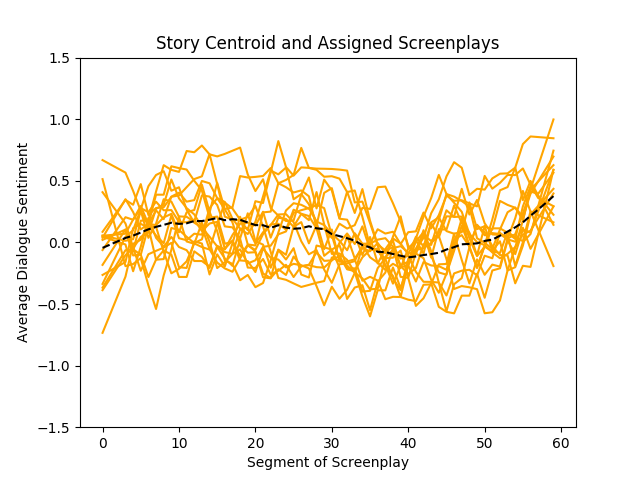 Story Centroid and Assigned Screenplays
1.5
1.0
0.5
0.0
−0.5
−1.0
−1.5
Average Dialogue Sentiment
0 10 20 30 40 50 60
Segment of Screenplay